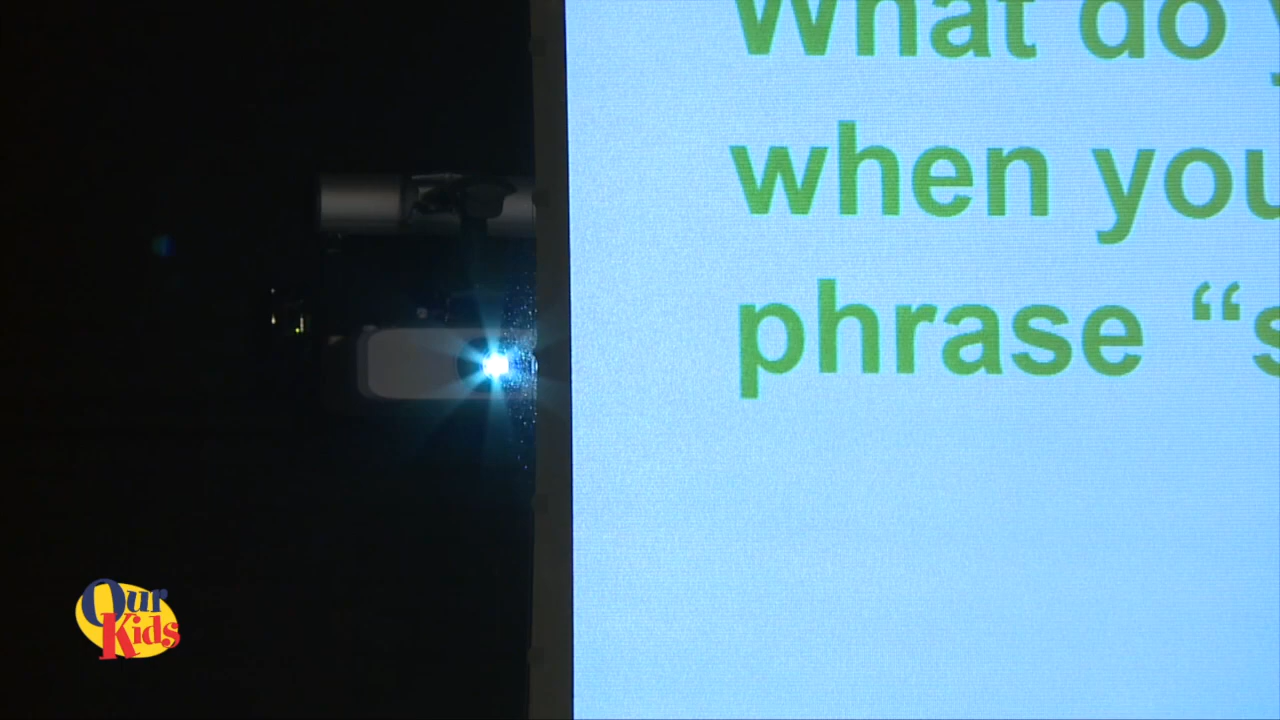 What do
when you
phrase “s
Our
Kids